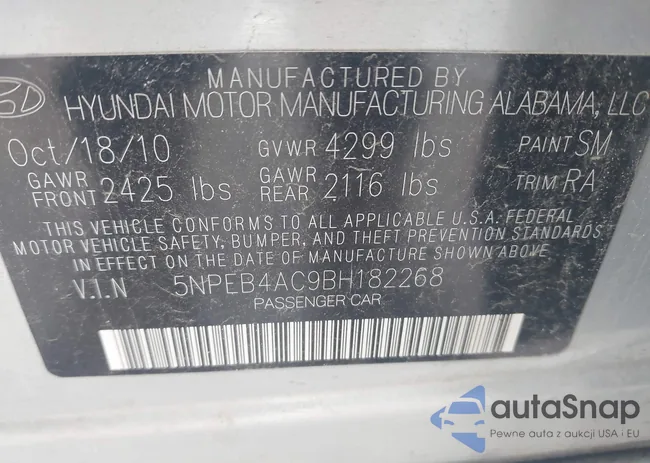 MANUFACTURED BY
HYUNDAI MOTOR MANUFACTURING ALABAMA, LLC
Oct/18/10 GVWR 4299 lbs PAINT SM
GAWR FRONT 2425 lbs GAWR REAR 2116 lbs TRIM RA
THIS VEHICLE CONFORMS TO ALL APPLICABLE U.S.A. FEDERAL
MOTOR VEHICLE SAFETY, BUMPER, AND THEFT PREVENTION STANDARDS
IN EFFECT ON THE DATE OF MANUFACTURE SHOWN ABOVE.
V.I.N 5NPEB4AC9BH182268
PASSENGER CAR
autaSnap
Pewne auta z aukcji USA i EU